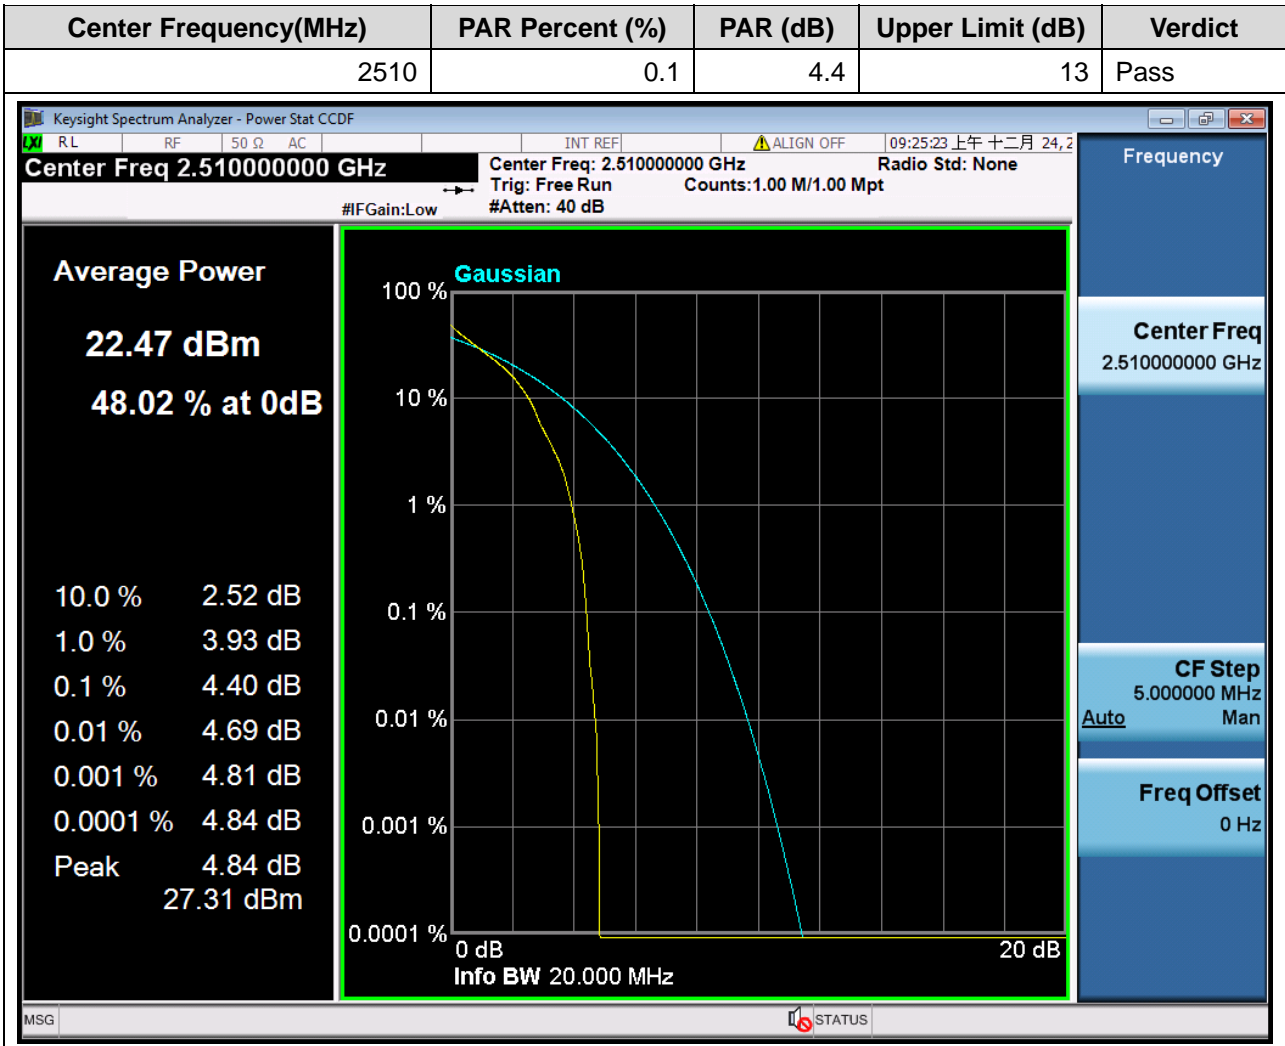 Center Frequency(MHz) PAR Percent (%) PAR (dB) Upper Limit (dB) Verdict
2510 0.1 4.4 13 Pass
Keysight Spectrum Analyzer - Power Stat CCDF
LXI RL RF 50 Ω AC INT REF ALIGN OFF 09:25:23 上午 十二月 24, 2
Center Freq 2.510000000 GHz
#IFGain:Low
Center Freq: 2.510000000 GHz Radio Std: None
Trig: Free Run Counts:1.00 M/1.00 Mpt
#Atten: 40 dB
Frequency
Average Power
22.47 dBm
48.02 % at 0dB
10.0 % 2.52 dB
1.0 % 3.93 dB
0.1 % 4.40 dB
0.01 % 4.69 dB
0.001 % 4.81 dB
0.0001 % 4.84 dB
Peak 4.84 dB
27.31 dBm
Gaussian
100 %
10 %
1 %
0.1 %
0.01 %
0.001 %
0.0001 %
0 dB 20 dB
Info BW 20.000 MHz
Center Freq
2.510000000 GHz
CF Step
5.000000 MHz
Auto Man
Freq Offset
0 Hz
MSG STATUS